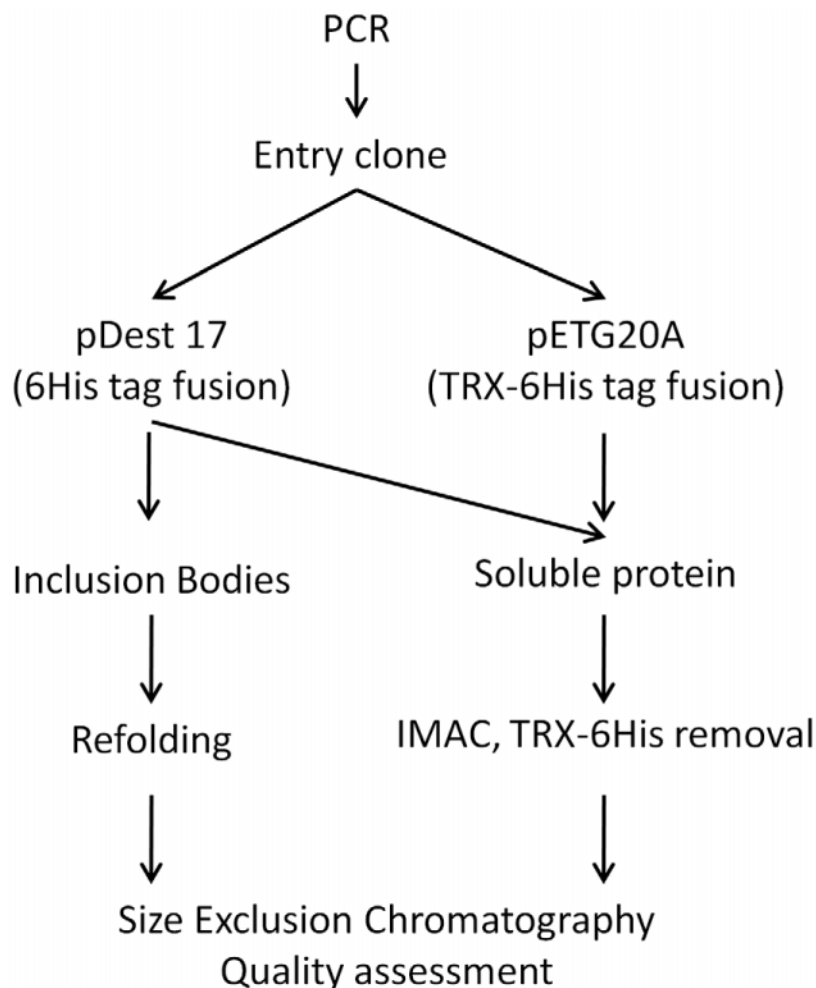 PCR
Entry clone
pDest 17
(6His tag fusion)
pETG20A
(TRX-6His tag fusion)
Inclusion Bodies
Soluble protein
Refolding
IMAC, TRX-6His removal
Size Exclusion Chromatography
Quality assessment